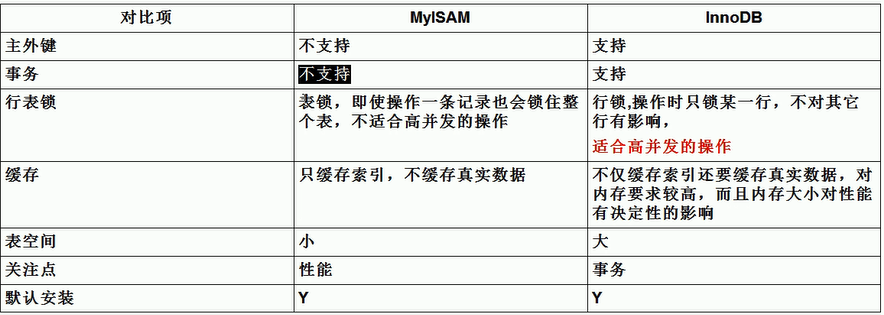 对比项 MyISAM InnoDB
主外键 不支持 支持
事务 不支持 支持
行表锁 表锁，即使操作一条记录也会锁住整 行锁,操作时只锁某一行，不对其它
个表，不适合高并发的操作 行有影响，
适合高并发的操作
缓存 只缓存索引，不缓存真实数据 不仅缓存索引还要缓存真实数据，对
内存要求较高，而且内存大小对性能
有决定性的影响
表空间 小 大
关注点 性能 事务
默认安装 Y Y